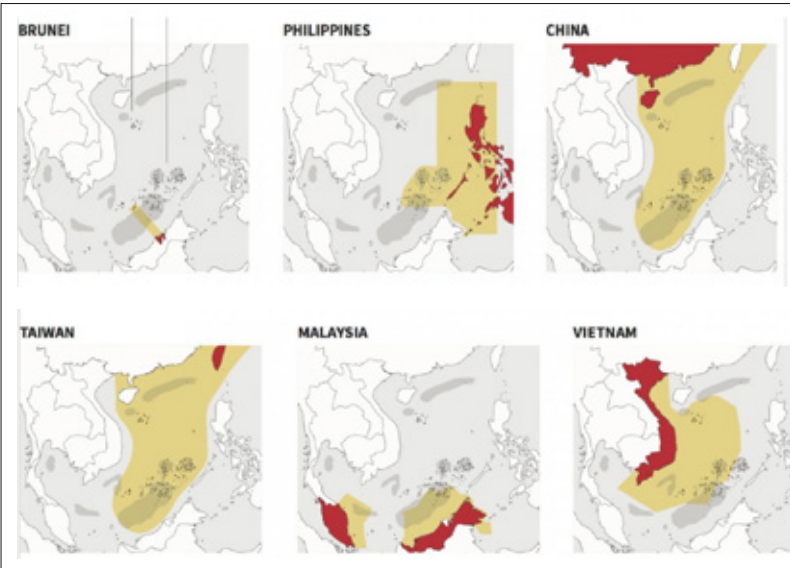 BRUNEI
PHILIPPINES
CHINA
TAIWAN
MALAYSIA
VIETNAM